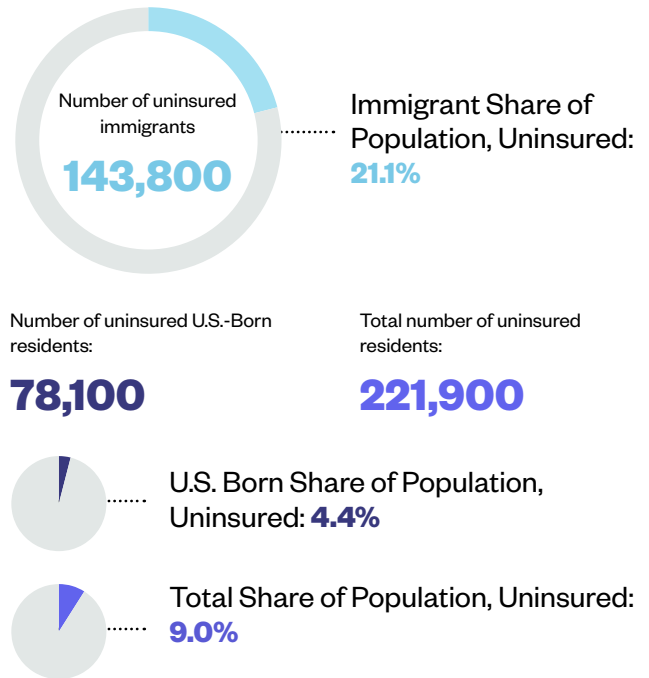 Number of uninsured
immigrants
143,800
Immigrant Share of
Population, Uninsured:
21.1%
Number of uninsured U.S.-Born
residents:
78,100
Total number of uninsured
residents:
221,900
U.S. Born Share of Population,
Uninsured: 4.4%
Total Share of Population, Uninsured:
9.0%